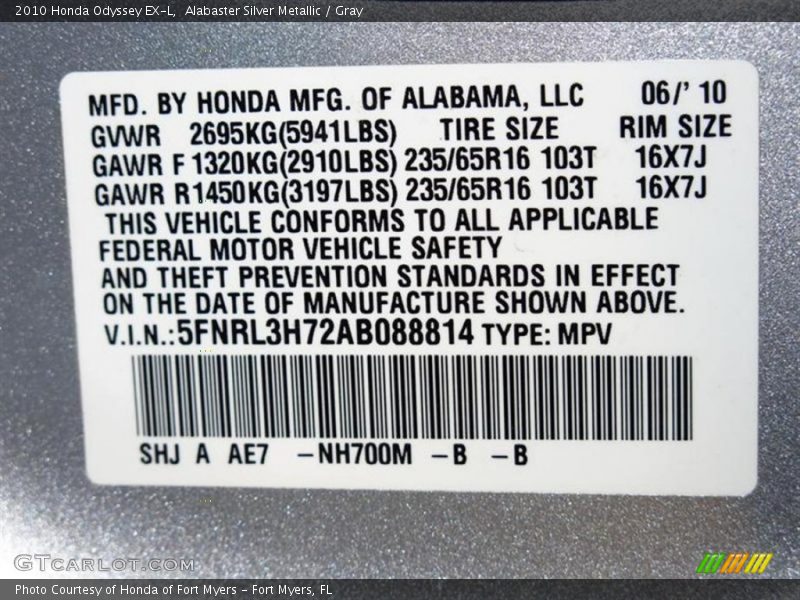 2010 Honda Odyssey EX-L,  Alabaster Silver Metallic / Gray
MFD. BY HONDA MFG. OF ALABAMA, LLC 06/' 10
GVWR 2695KG(5941LBS) TIRE SIZE RIM SIZE
GAWR F 1320KG(2910LBS) 235/65R16 103T 16X7J
GAWR R1450KG(3197LBS) 235/65R16 103T 16X7J
THIS VEHICLE CONFORMS TO ALL APPLICABLE
FEDERAL MOTOR VEHICLE SAFETY
AND THEFT PREVENTION STANDARDS IN EFFECT
ON THE DATE OF MANUFACTURE SHOWN ABOVE.
V.I.N.:5FNRL3H72AB088814 TYPE: MPV
SHJ A AE7 -NH700M -B -B
GTCARLOT.COM
Photo Courtesy of Honda of Fort Myers - Fort Myers, FL